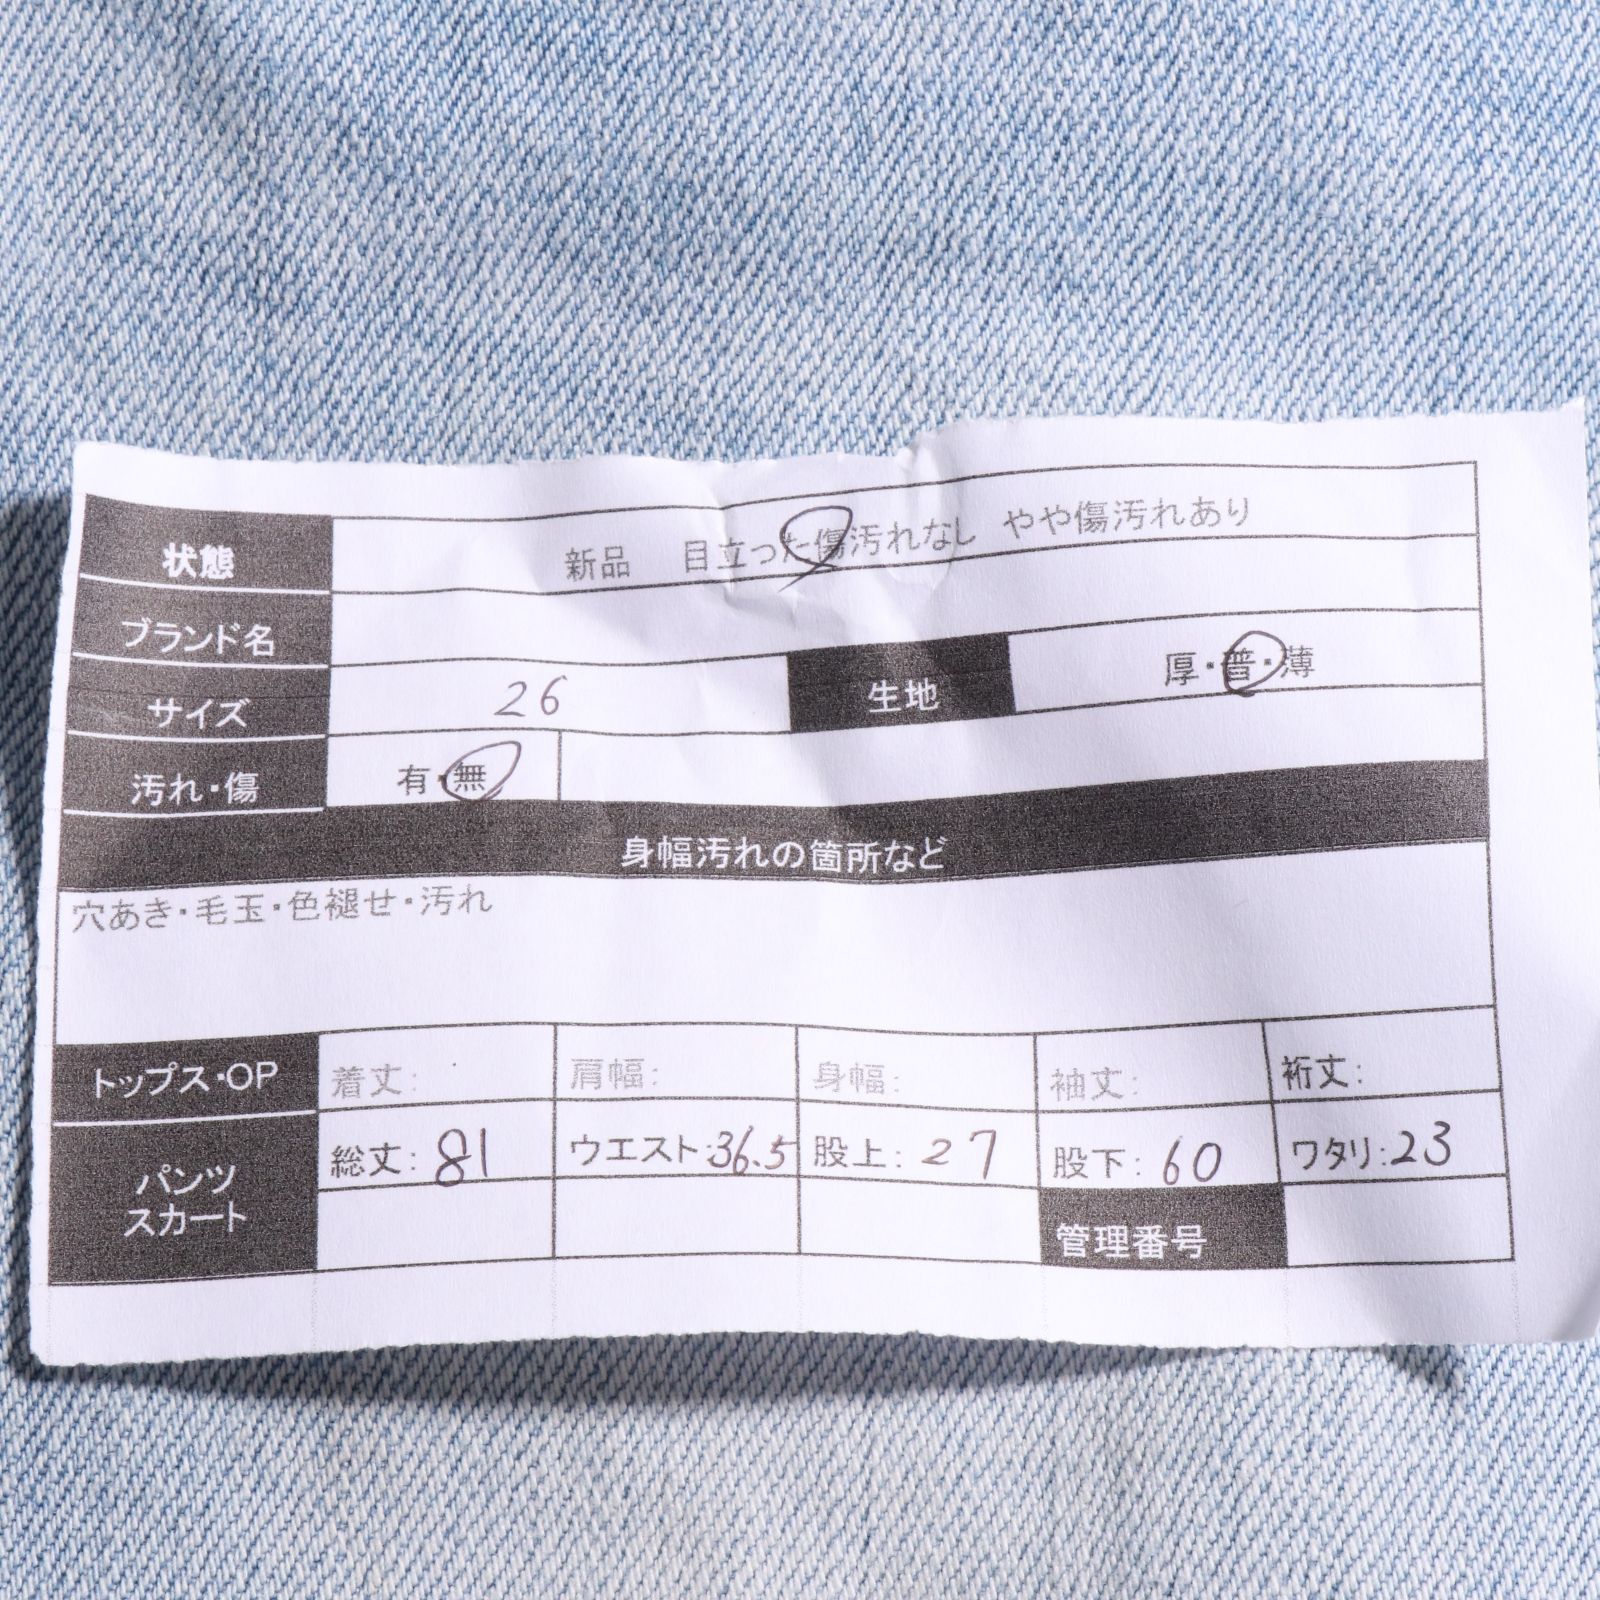 状態 新品 目立った傷汚れなし やや傷汚れあり
ブランド名
サイズ 26 生地 厚・普・薄
汚れ・傷 有・無
身幅汚れの箇所など
穴あき・毛玉・色褪せ・汚れ
トップス・OP 着丈: 肩幅: 身幅: 袖丈: 裄丈:
パンツ 総丈: 81 ウエスト:36.5 股上: 27 股下: 60 ワタリ:23
スカート 管理番号